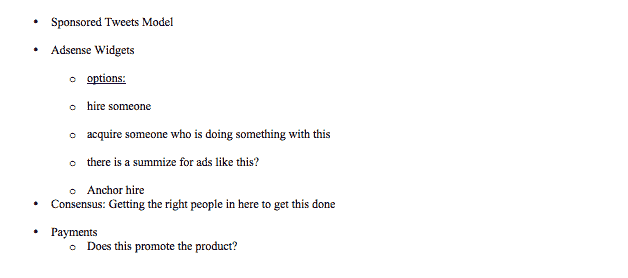 • Sponsored Tweets Model
• Adsense Widgets
o options:
o hire someone
o acquire someone who is doing something with this
o there is a summize for ads like this?
o Anchor hire
• Consensus: Getting the right people in here to get this done
• Payments
o Does this promote the product?